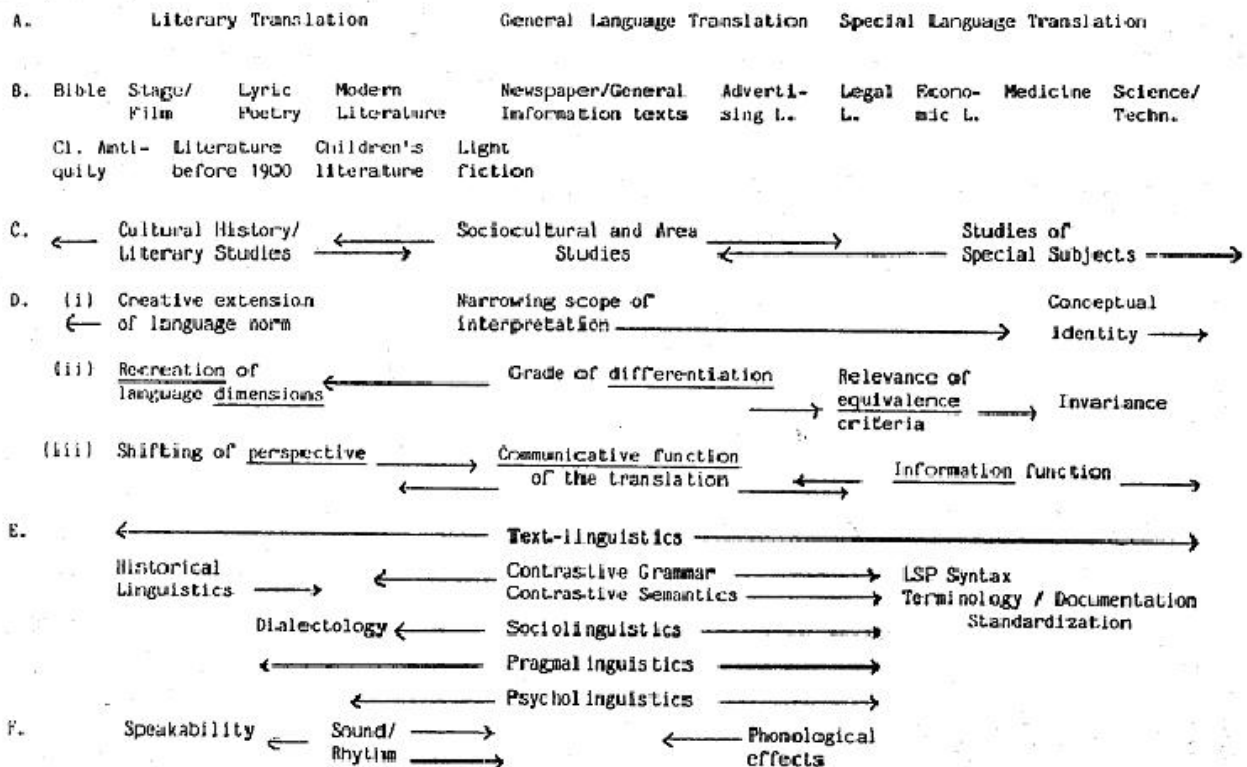 A. Literary Translation General Language Translation Special Language Translation
B. Bible Stage/ Lyric Modern Newspaper/General Adverti- Legal Econo- Medicine Science/
Film Poetry Literature Information texts sing L. L. mic L. Techn.
Cl. Anti- Literature Children's Light
quity before 1900 literature fiction
C. Cultural History/ Sociocultural and Area Studies of
Literary Studies Studies Special Subjects
D. (i) Creative extension Narrowing scope of Conceptual
of language norm interpretation identity
(ii) Recreation of Grade of differentiation Relevance of
language dimensions equivalence Invariance
criteria
(iii) Shifting of perspective Communicative function Information function
of the translation
E. Text-linguistics
Historical Contrastive Grammar LSP Syntax
Linguistics Contrastive Semantics Terminology / Documentation
Standardization
Dialectology Sociolinguistics
Pragmalinguistics
Psycholinguistics
F. Speakability Sound/ Phonological
Rhythm effects